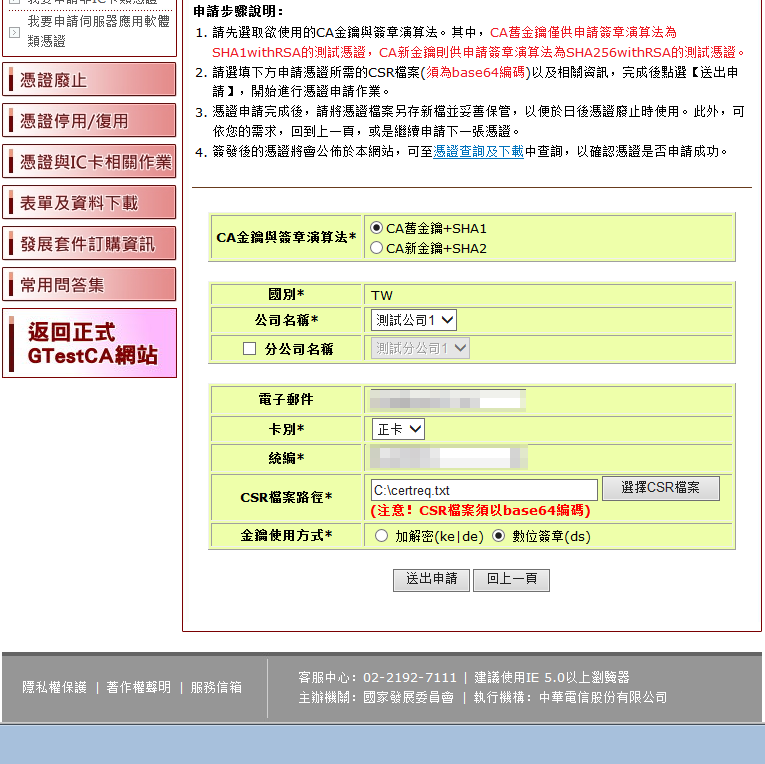 我要申請非IC卡類憑證
我要申請伺服器應用軟體
類憑證
憑證廢止
憑證停用/復用
憑證與IC卡相關作業
表單及資料下載
發展套件訂購資訊
常用問答集
返回正式
GTestCA網站
申請步驟說明：
1. 請先選取欲使用的CA金鑰與簽章演算法。其中，CA舊金鑰僅供申請簽章演算法為
SHA1withRSA的測試憑證，CA新金鑰則供申請簽章演算法為SHA256withRSA的測試憑證。
2. 請選填下方申請憑證所需的CSR檔案(須為base64編碼)以及相關資訊，完成後點選【送出申
請】，開始進行憑證申請作業。
3. 憑證申請完成後，請將憑證檔案另存新檔並妥善保管，以便於日後憑證廢止時使用。此外，可
依您的需求，回到上一頁，或是繼續申請下一張憑證。
4. 簽發後的憑證將會公佈於本網站，可至憑證查詢及下載中查詢，以確認憑證是否申請成功。
CA金鑰與簽章演算法*
CA舊金鑰+SHA1
CA新金鑰+SHA2
國別* TW
公司名稱* 測試公司1
分公司名稱 測試分公司1
電子郵件
卡別* 正卡
統編*
CSR檔案路徑* C:\certreq.txt 選擇CSR檔案
(注意！CSR檔案須以base64編碼)
金鑰使用方式* 加解密(ke|de) 數位簽章(ds)
送出申請 回上一頁
隱私權保護 | 著作權聲明 | 服務信箱
客服中心：02-2192-7111 | 建議使用IE 5.0以上瀏覽器
主辦機關：國家發展委員會 | 執行機構：中華電信股份有限公司